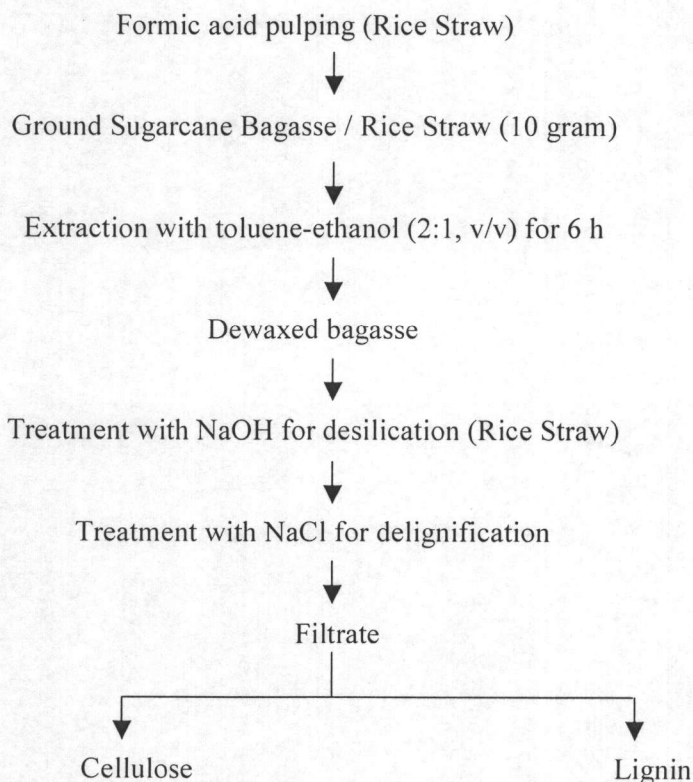 Formic acid pulping (Rice Straw)
Ground Sugarcane Bagasse / Rice Straw (10 gram)
Extraction with toluene-ethanol (2:1, v/v) for 6 h
Dewaxed bagasse
Treatment with NaOH for desilication (Rice Straw)
Treatment with NaCl for delignification
Filtrate
Cellulose
Lignin